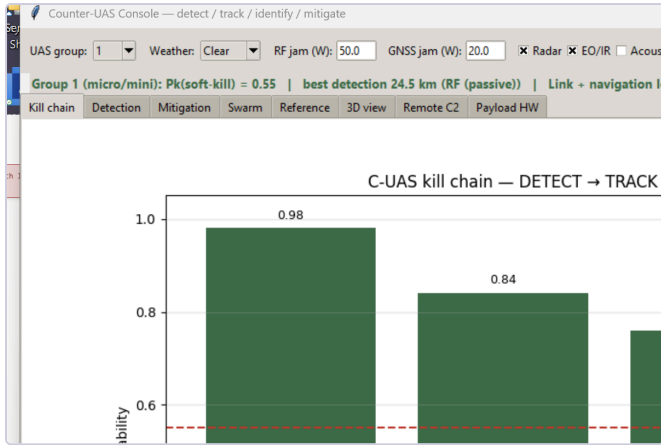 Counter-UAS Console — detect / track / identify / mitigate
UAS group: 1 Weather: Clear RF jam (W): 50.0 GNSS jam (W): 20.0 Radar EO/IR Acous
Group 1 (micro/mini): Pk(soft-kill) = 0.55 | best detection 24.5 km (RF (passive)) | Link + navigation l
Kill chain Detection Mitigation Swarm Reference 3D view Remote C2 Payload HW
C-UAS kill chain — DETECT → TRACK
1.0
0.98
0.84
0.8
0.6
ability